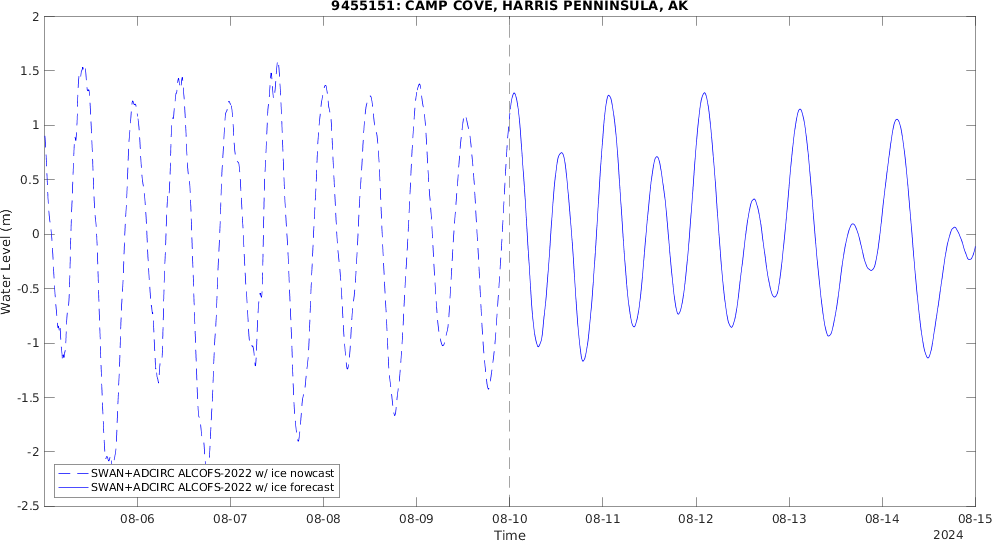 9455151: CAMP COVE, HARRIS PENNINSULA, AK
2
1.5
1
0.5
0
-0.5
-1
-1.5
-2
-2.5
Water Level (m)
SWAN+ADCIRC ALCOFS-2022 w/ ice nowcast
SWAN+ADCIRC ALCOFS-2022 w/ ice forecast
08-06 08-07 08-08 08-09 08-10 08-11 08-12 08-13 08-14 08-15
Time
2024